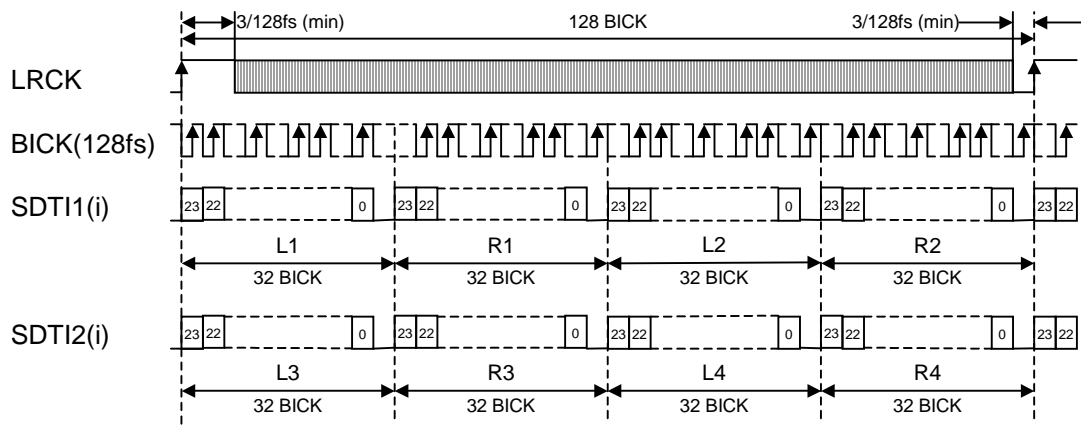 3/128fs (min) 128 BICK 3/128fs (min)
LRCK
BICK(128fs)
SDTI1(i) 23 22 0 23 22 0 23 22 0 23 22 0 23 22
L1 R1 L2 R2
32 BICK 32 BICK 32 BICK 32 BICK
SDTI2(i) 23 22 0 23 22 0 23 22 0 23 22 0 23 22
L3 R3 L4 R4
32 BICK 32 BICK 32 BICK 32 BICK